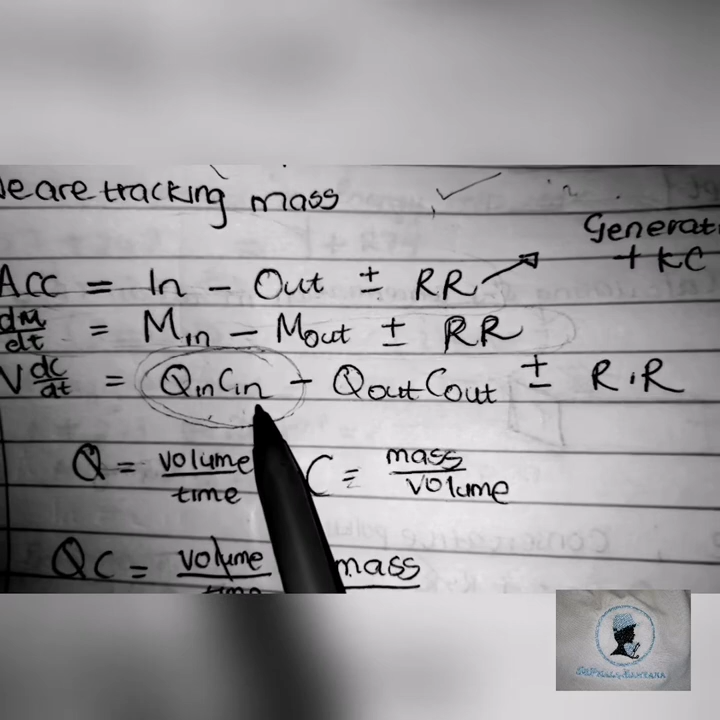 are tracking mass
Acc = In - Out ± RR
Generat
+ KC
dM/dt = Min - Mout ± RR
V dc/dt = QinCin - QoutCout ± R.R
Q = volume/time C = mass/volume
QC = volume/time mass